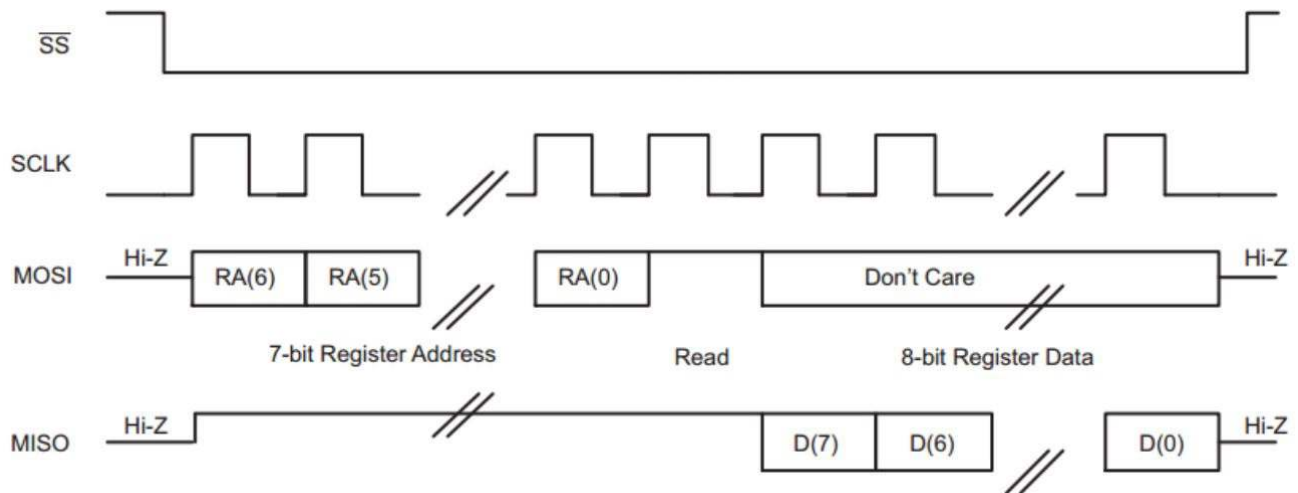 SS
SCLK
Hi-Z Hi-Z
MOSI RA(6) RA(5) RA(0) Don't Care
7-bit Register Address Read 8-bit Register Data
Hi-Z Hi-Z
MISO D(7) D(6) D(0)